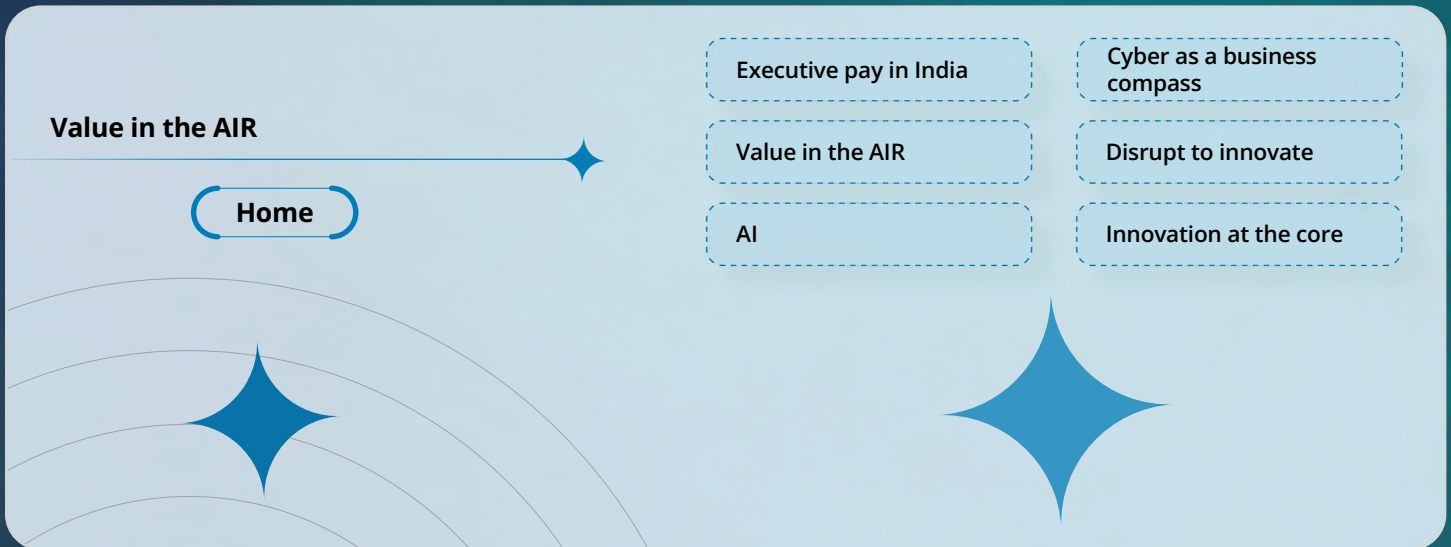 Value in the AIR
Home
Executive pay in India
Cyber as a business
compass
Value in the AIR
Disrupt to innovate
AI
Innovation at the core